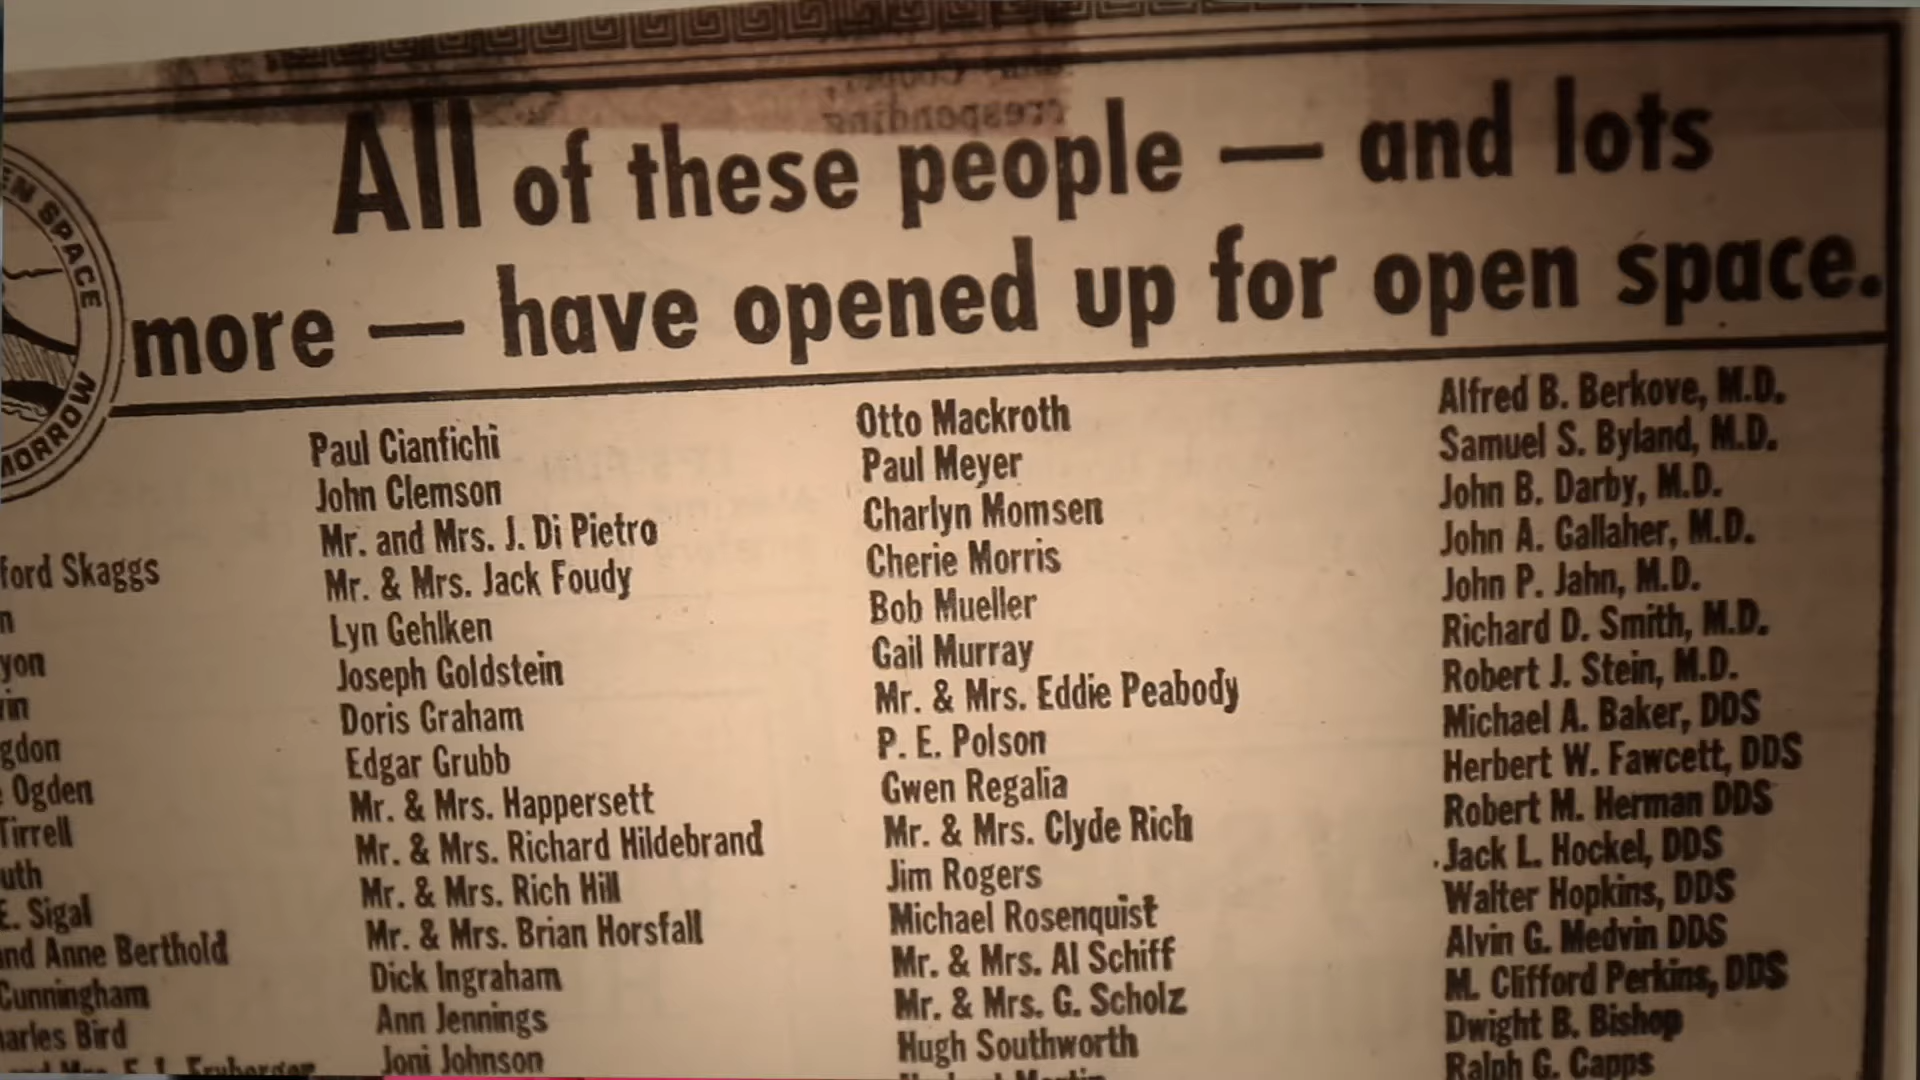 All of these people — and lots
more — have opened up for open space.
EN SPACE
MORROW
ford Skaggs
n
yon
gdon
Ogden
Tirrell
uth
E. Sigal
and Anne Berthold
Cunningham
harles Bird
Paul Cianfichi
John Clemson
Mr. and Mrs. J. Di Pietro
Mr. & Mrs. Jack Foudy
Lyn Gehlken
Joseph Goldstein
Doris Graham
Edgar Grubb
Mr. & Mrs. Happersett
Mr. & Mrs. Richard Hildebrand
Mr. & Mrs. Rich Hill
Mr. & Mrs. Brian Horsfall
Dick Ingraham
Ann Jennings
Joni Johnson
Otto Mackroth
Paul Meyer
Charlyn Momsen
Cherie Morris
Bob Mueller
Gail Murray
Mr. & Mrs. Eddie Peabody
P. E. Polson
Gwen Regalia
Mr. & Mrs. Clyde Rich
Jim Rogers
Michael Rosenquist
Mr. & Mrs. Al Schiff
Mr. & Mrs. G. Scholz
Hugh Southworth
Alfred B. Berkove, M.D.
Samuel S. Byland, M.D.
John B. Darby, M.D.
John A. Gallaher, M.D.
John P. Jahn, M.D.
Richard D. Smith, M.D.
Robert J. Stein, M.D.
Michael A. Baker, DDS
Herbert W. Fawcett, DDS
Robert M. Herman DDS
Jack L. Hockel, DDS
Walter Hopkins, DDS
Alvin G. Medvin DDS
M. Clifford Perkins, DDS
Dwight B. Bishop
Ralph G. Capps